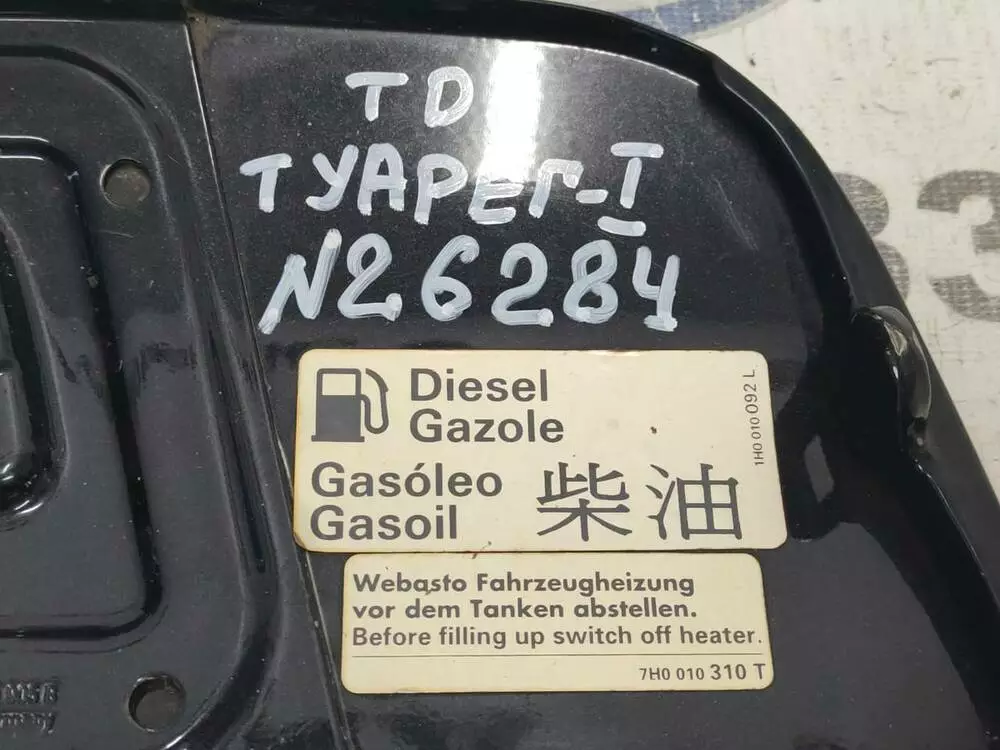 TD
ТУАРЕГ-I
N26284
Diesel
Gazole
Gasóleo
Gasoil 柴油
1H0 010 092 L
Webasto Fahrzeugheizung
vor dem Tanken abstellen.
Before filling up switch off heater.
7H0 010 310 T
83